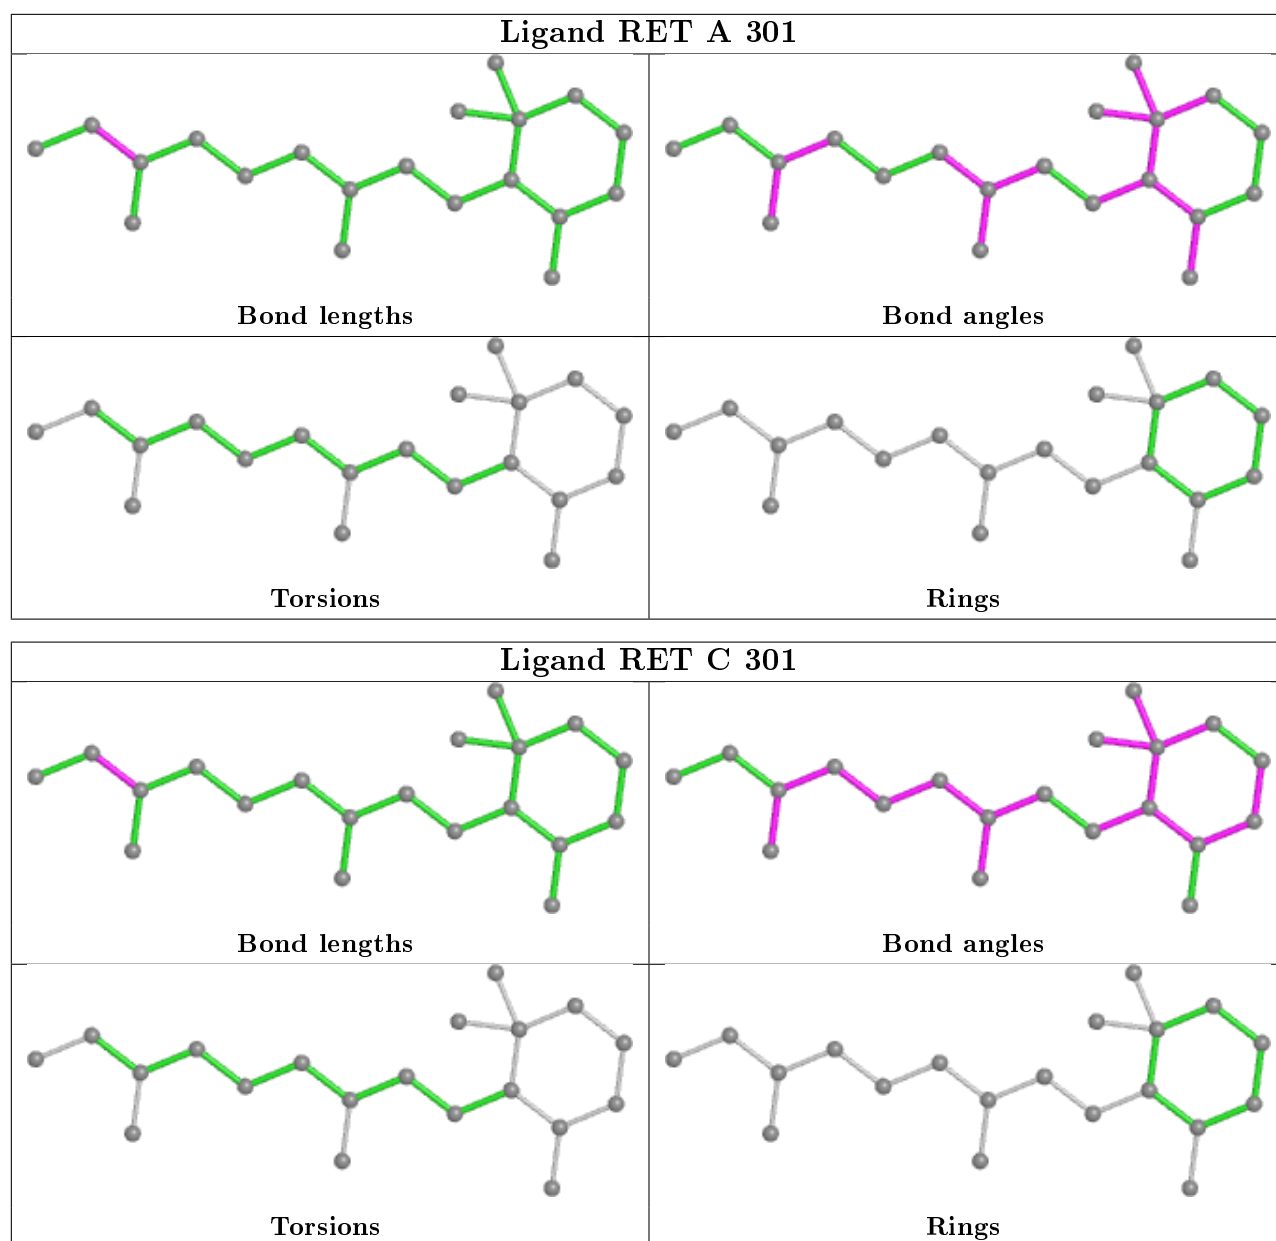 Ligand RET A 301
Bond lengths
Bond angles
Torsions
Rings
Ligand RET C 301
Bond lengths
Bond angles
Torsions
Rings